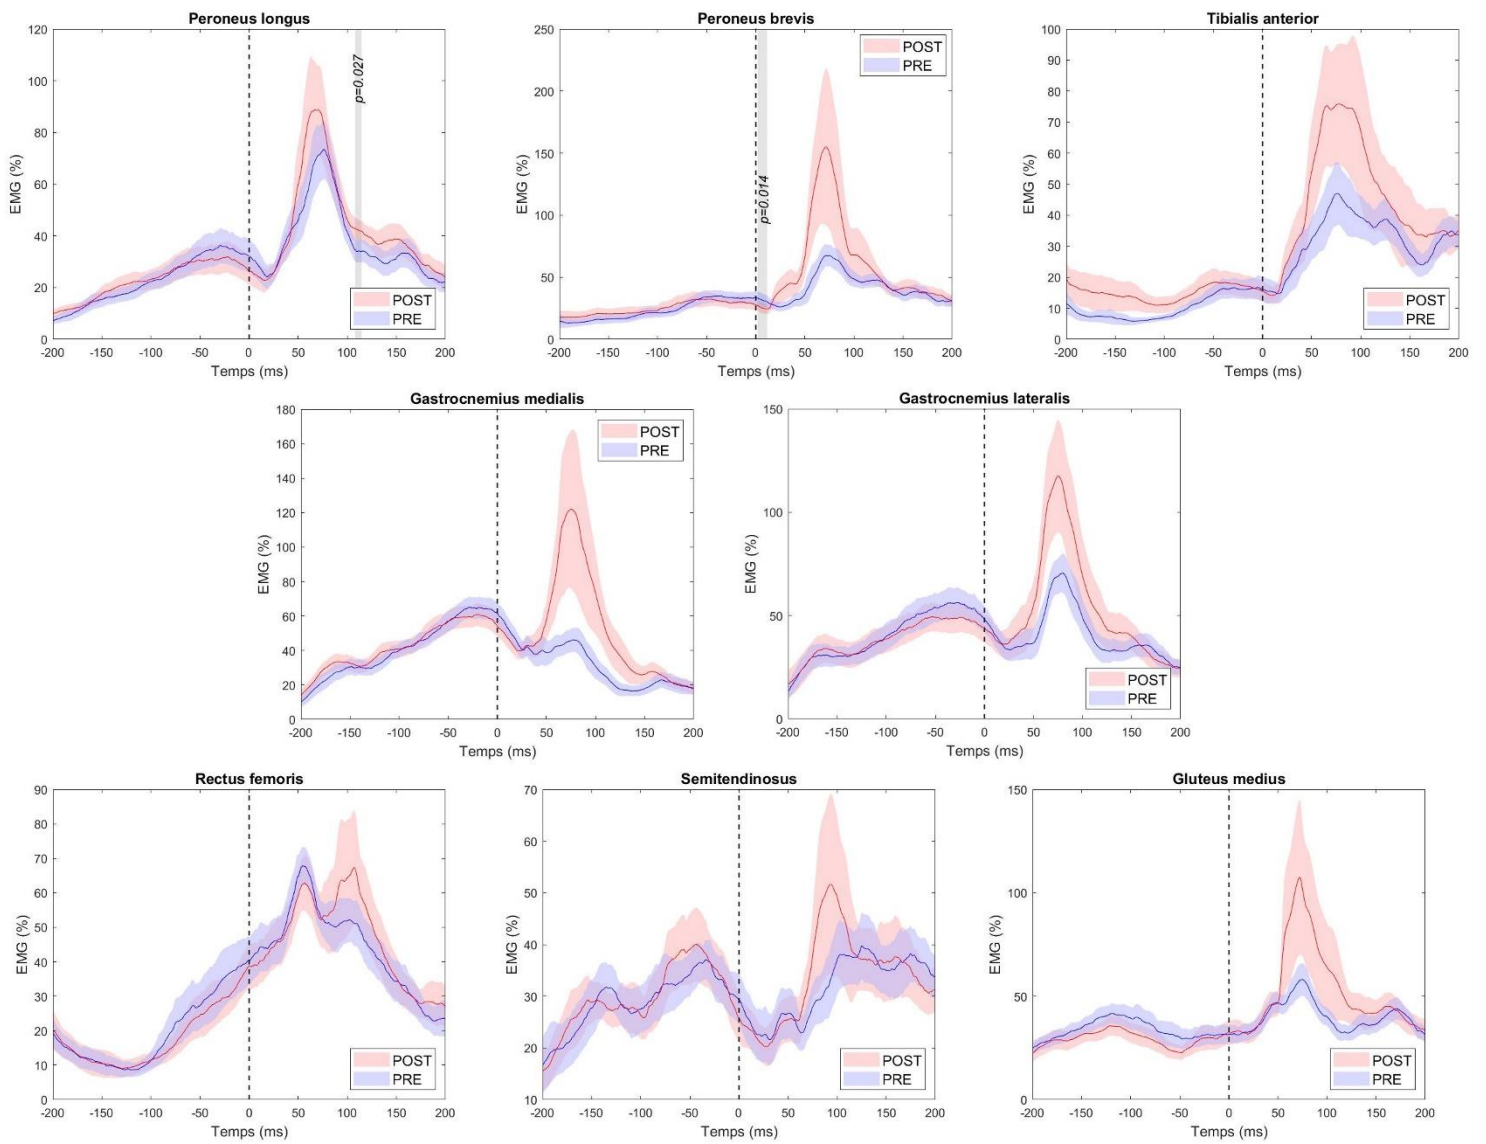 Peroneus longus
EMG (%)
120
100
80
60
40
20
0
p=0.027
POST
PRE
-200 -150 -100 -50 0 50 100 150 200
Temps (ms)
Peroneus brevis
EMG (%)
250
200
150
100
50
0
p=0.014
POST
PRE
-200 -150 -100 -50 0 50 100 150 200
Temps (ms)
Tibialis anterior
EMG (%)
100
90
80
70
60
50
40
30
20
10
0
POST
PRE
-200 -150 -100 -50 0 50 100 150 200
Temps (ms)
Gastrocnemius medialis
EMG (%)
180
160
140
120
100
80
60
40
20
0
POST
PRE
-200 -150 -100 -50 0 50 100 150 200
Temps (ms)
Gastrocnemius lateralis
EMG (%)
150
100
50
0
POST
PRE
-200 -150 -100 -50 0 50 100 150 200
Temps (ms)
Rectus femoris
EMG (%)
90
80
70
60
50
40
30
20
10
0
POST
PRE
-200 -150 -100 -50 0 50 100 150 200
Temps (ms)
Semitendinosus
EMG (%)
70
60
50
40
30
20
10
POST
PRE
-200 -150 -100 -50 0 50 100 150 200
Temps (ms)
Gluteus medius
EMG (%)
150
100
50
0
POST
PRE
-200 -150 -100 -50 0 50 100 150 200
Temps (ms)